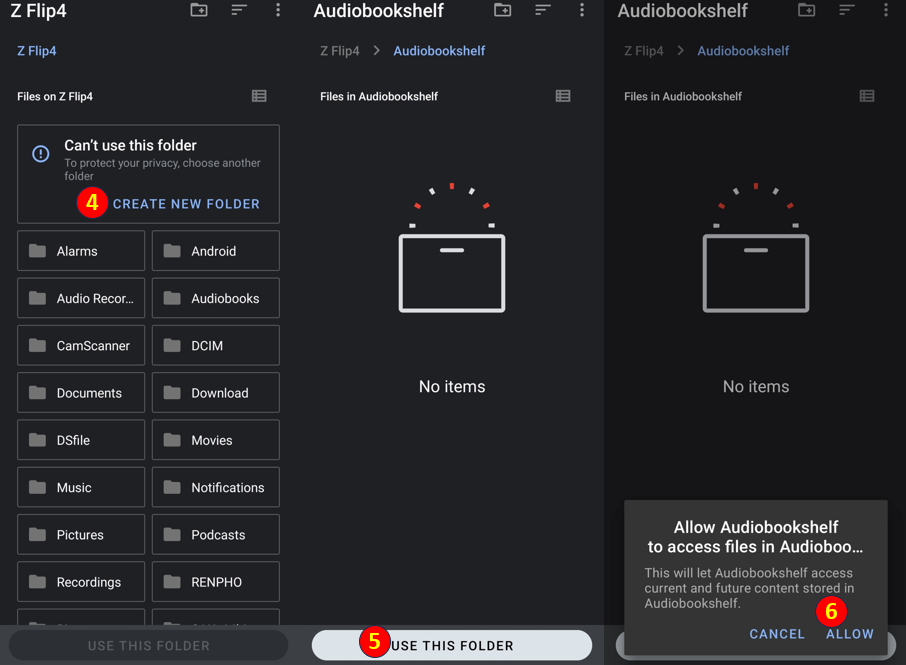 Z Flip4
Z Flip4
Files on Z Flip4
Can't use this folder
To protect your privacy, choose another
folder
4 CREATE NEW FOLDER
Alarms
Android
Audio Recor…
Audiobooks
CamScanner
DCIM
Documents
Download
DSfile
Movies
Music
Notifications
Pictures
Podcasts
Recordings
RENPHO
USE THIS FOLDER
Audiobookshelf
Z Flip4 > Audiobookshelf
Files in Audiobookshelf
No items
5 USE THIS FOLDER
Audiobookshelf
Z Flip4 > Audiobookshelf
Files in Audiobookshelf
No items
Allow Audiobookshelf
to access files in Audioboo…
This will let Audiobookshelf access
current and future content stored in
Audiobookshelf.
6
CANCEL ALLOW